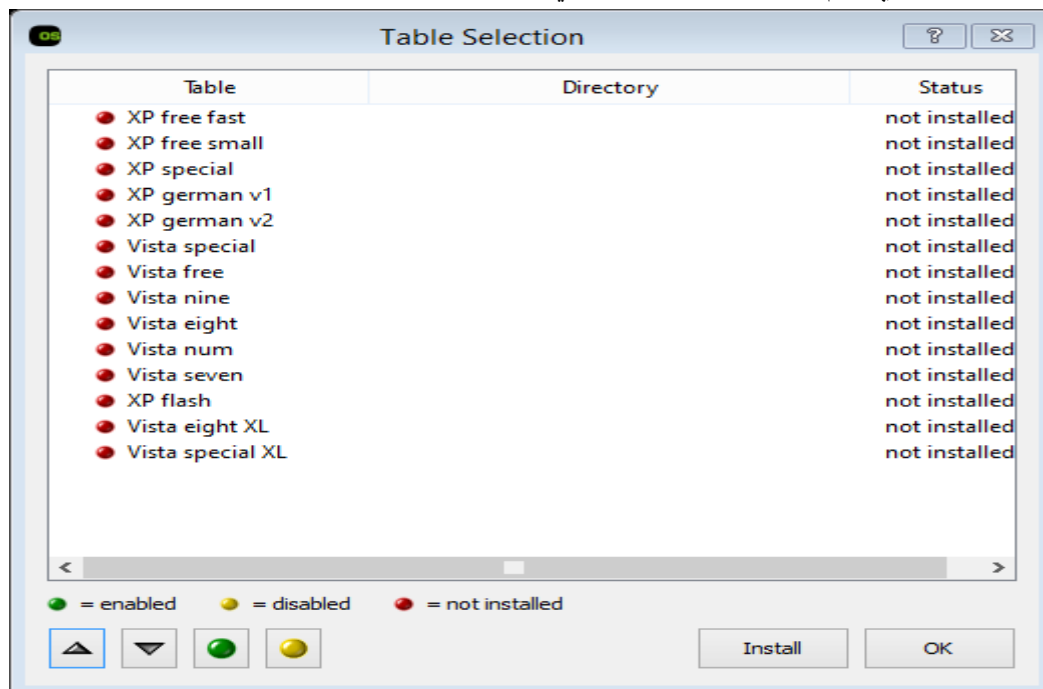 os Table Selection ?
Table Directory Status
XP free fast not installed
XP free small not installed
XP special not installed
XP german v1 not installed
XP german v2 not installed
Vista special not installed
Vista free not installed
Vista nine not installed
Vista eight not installed
Vista num not installed
Vista seven not installed
XP flash not installed
Vista eight XL not installed
Vista special XL not installed
= enabled = disabled = not installed
Install OK